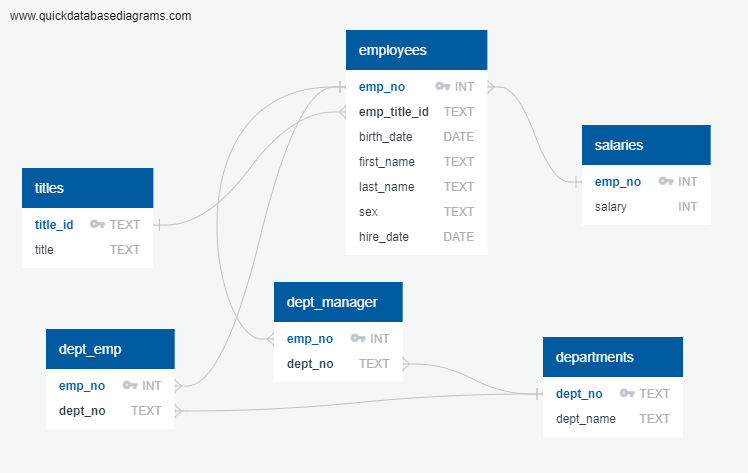 www.quickdatabasediagrams.com
employees
emp_no INT
emp_title_id TEXT
birth_date DATE
first_name TEXT
last_name TEXT
sex TEXT
hire_date DATE
salaries
emp_no INT
salary INT
titles
title_id TEXT
title TEXT
dept_manager
emp_no INT
dept_no TEXT
dept_emp
emp_no INT
dept_no TEXT
departments
dept_no TEXT
dept_name TEXT